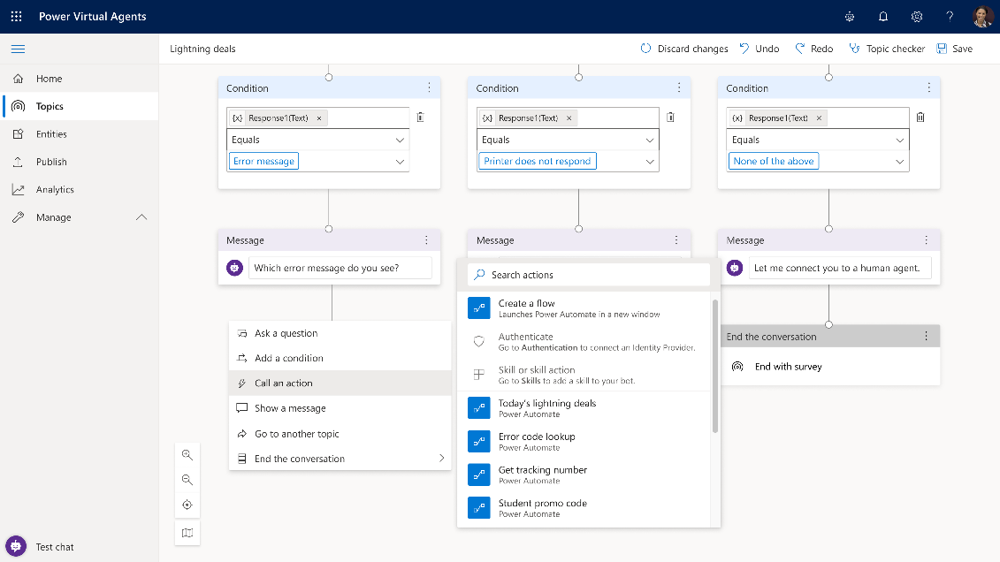 Power Virtual Agents
?
Lightning deals
Discard changes
Undo
Redo
Topic checker
Save
Home
Topics
Entities
Publish
Analytics
Manage
Test chat
Condition
{x} Response1(Text) ×
Equals
Error message
Condition
{x} Response1(Text) ×
Equals
Printer does not respond
Condition
{x} Response1(Text) ×
Equals
None of the above
Message
Which error message do you see?
Message
Message
Let me connect you to a human agent.
Ask a question
Add a condition
Call an action
Show a message
Go to another topic
End the conversation
Search actions
Create a flow
Launches Power Automate in a new window
Authenticate
Go to Authentication to connect an Identity Provider.
Skill or skill action
Go to Skills to add a skill to your bot.
Today's lightning deals
Power Automate
Error code lookup
Power Automate
Get tracking number
Power Automate
Student promo code
Power Automate
End the conversation
End with survey